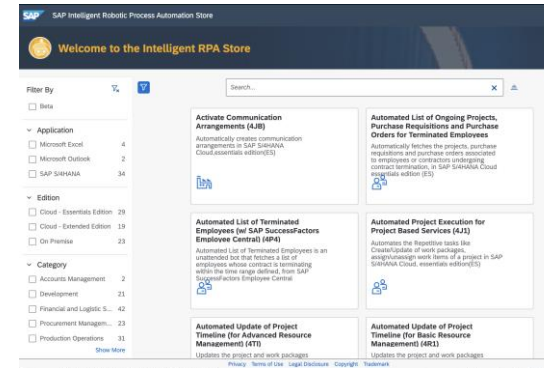 SAP SAP Intelligent Robotic Process Automation Store
Welcome to the Intelligent RPA Store
Filter By
Search...
Beta
Application
Microsoft Excel 4
Microsoft Outlook 2
SAP S/4HANA 34
Edition
Cloud - Essentials Edition 29
Cloud - Extended Edition 19
On Premise 23
Category
Accounts Management 2
Development 21
Financial and Logistic S... 42
Procurement Managem... 23
Production Operations 31
Show More
Activate Communication
Arrangements (4JB)
Automatically creates communication
arrangements in SAP S/4HANA
Cloud,essentials edition(ES)
Automated List of Ongoing Projects,
Purchase Requisitions and Purchase
Orders for Terminated Employees
Automatically fetches the projects, purchase
requisitions and purchase orders associated
to employees or contractors undergoing
contract termination, in SAP S/4HANA Cloud
essentials edition (ES)
Automated List of Terminated
Employees (w/ SAP SuccessFactors
Employee Central) (4P4)
Automated List of Terminated Employees is an
unattended bot that fetches a list of
employees whose contract is terminating
within the time range defined, from SAP
SuccessFactors Employee Central
Automated Project Execution for
Project Based Services (4J1)
Automates the Repetitive tasks like
Create/Update of work packages,
assign/unassign work items of a project in SAP
S/4HANA Cloud, essentials edition(ES)
Automated Update of Project
Timeline (for Advanced Resource
Management) (4TI)
Updates the project and work packages
Automated Update of Project
Timeline (for Basic Resource
Management) (4R1)
Updates the project and work packages
Privacy Terms of Use Legal Disclosure Copyright Trademark